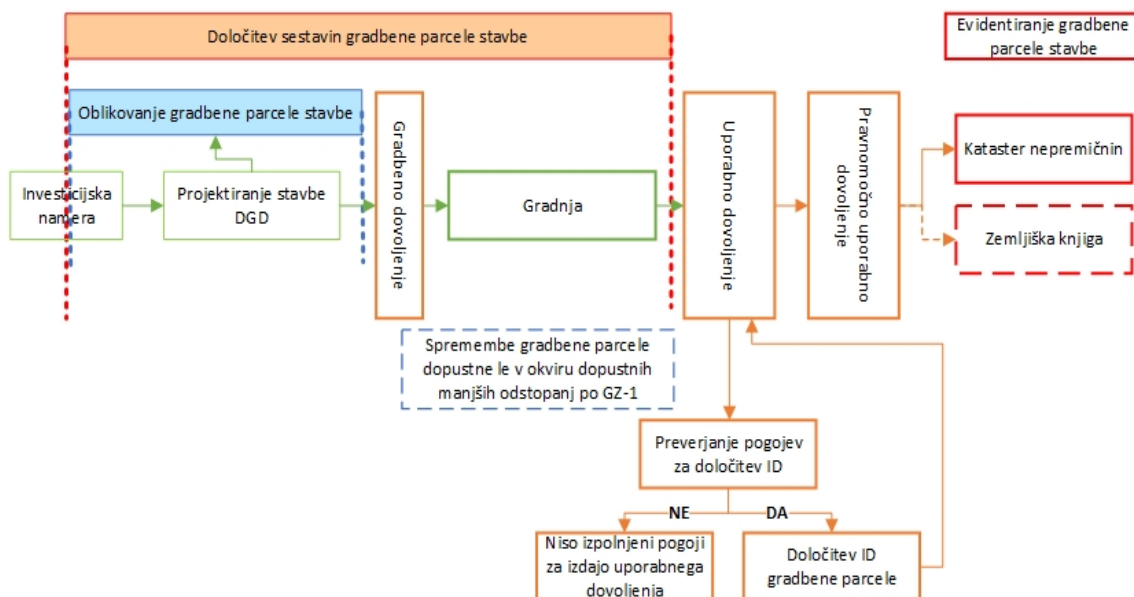 Določitev sestavin gradbene parcele stavbe
Evidentiranje gradbene
parcele stavbe
Oblikovanje gradbene parcele stavbe
Investicijska
namera
Projektiranje stavbe
DGD
Gradbeno dovoljenje
Gradnja
Uporabno dovoljenje
Pravnomočno uporabno
dovoljenje
Kataster nepremičnin
Zemljiška knjiga
Spremembe gradbene parcele
dopustne le v okviru dopustnih
manjših odstopanj po GZ-1
Preverjanje pogojev
za določitev ID
NE
DA
Niso izpolnjeni pogoji
za izdajo uporabnega
dovoljenja
Določitev ID
gradbene parcele